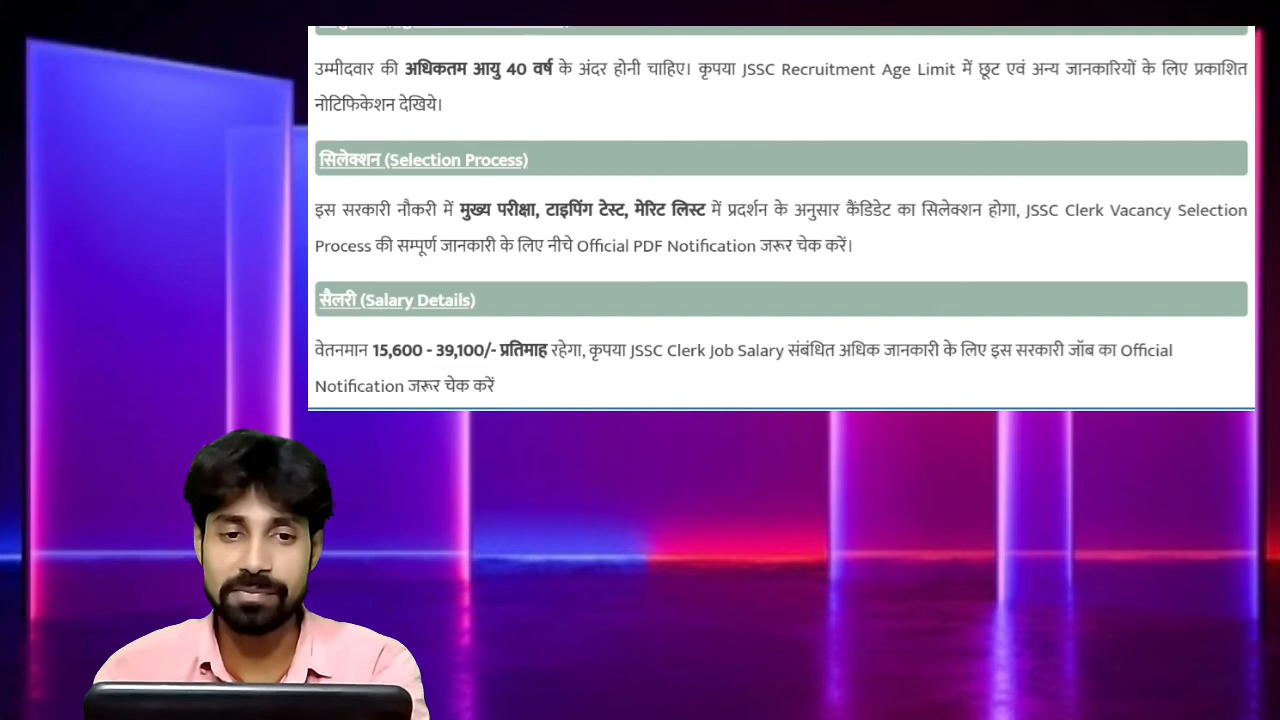 उम्मीदवार की अधिकतम आयु 40 वर्ष के अंदर होनी चाहिए। कृपया JSSC Recruitment Age Limit में छूट एवं अन्य जानकारियों के लिए प्रकाशित
नोटिफिकेशन देखिये।
सिलेक्शन (Selection Process)
इस सरकारी नौकरी में मुख्य परीक्षा, टाइपिंग टेस्ट, मेरिट लिस्ट में प्रदर्शन के अनुसार कैंडिडेट का सिलेक्शन होगा, JSSC Clerk Vacancy Selection
Process की सम्पूर्ण जानकारी के लिए नीचे Official PDF Notification जरूर चेक करें।
सैलरी (Salary Details)
वेतनमान 15,600 - 39,100/- प्रतिमाह रहेगा, कृपया JSSC Clerk Job Salary संबंधित अधिक जानकारी के लिए इस सरकारी जॉब का Official
Notification जरूर चेक करें